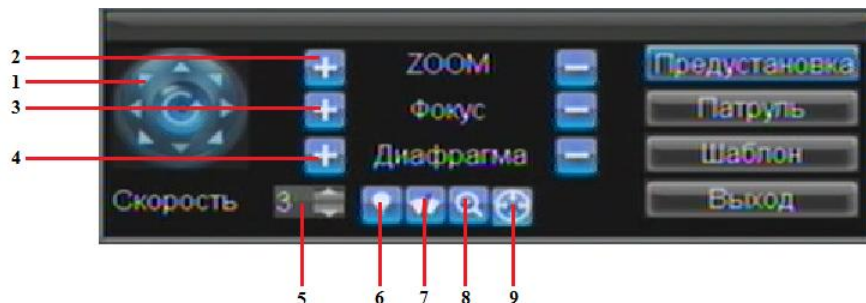 2
ZOOM
Предустановка
1
3
Фокус
Патруль
4
Диафрагма
Шаблон
Скорость 3
Выход
5 6 7 8 9